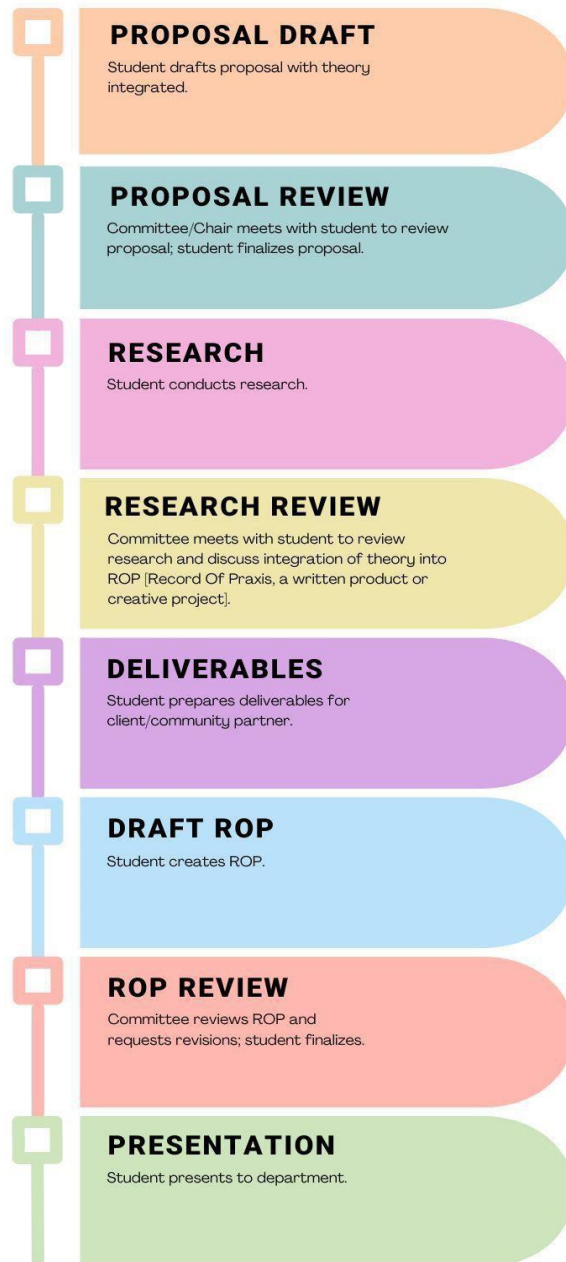 PROPOSAL DRAFT
Student drafts proposal with theory
integrated.
PROPOSAL REVIEW
Committee/Chair meets with student to review
proposal; student finalizes proposal.
RESEARCH
Student conducts research.
RESEARCH REVIEW
Committee meets with student to review
research and discuss integration of theory into
ROP [Record Of Praxis, a written product or
creative project].
DELIVERABLES
Student prepares deliverables for
client/community partner.
DRAFT ROP
Student creates ROP.
ROP REVIEW
Committee reviews ROP and
requests revisions; student finalizes.
PRESENTATION
Student presents to department.